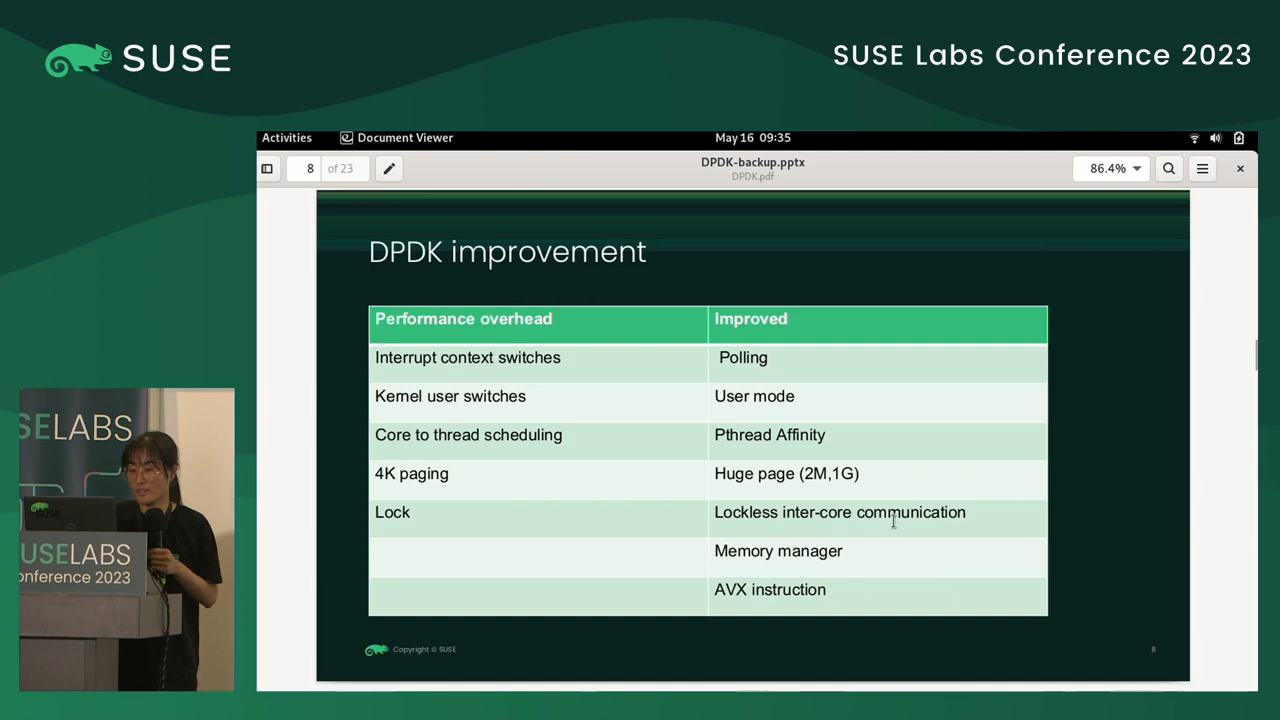 SUSE
SUSE Labs Conference 2023
Activities
Document Viewer
May 16 09:35
8 of 23
DPDK-backup.pptx
DPDK.pdf
86.4%
DPDK improvement
Performance overhead Improved
Interrupt context switches Polling
Kernel user switches User mode
Core to thread scheduling Pthread Affinity
4K paging Huge page (2M,1G)
Lock Lockless inter-core communication
Memory manager
AVX instruction
Copyright © SUSE
8
SELABS
SUSE
USELABS
onference 2023